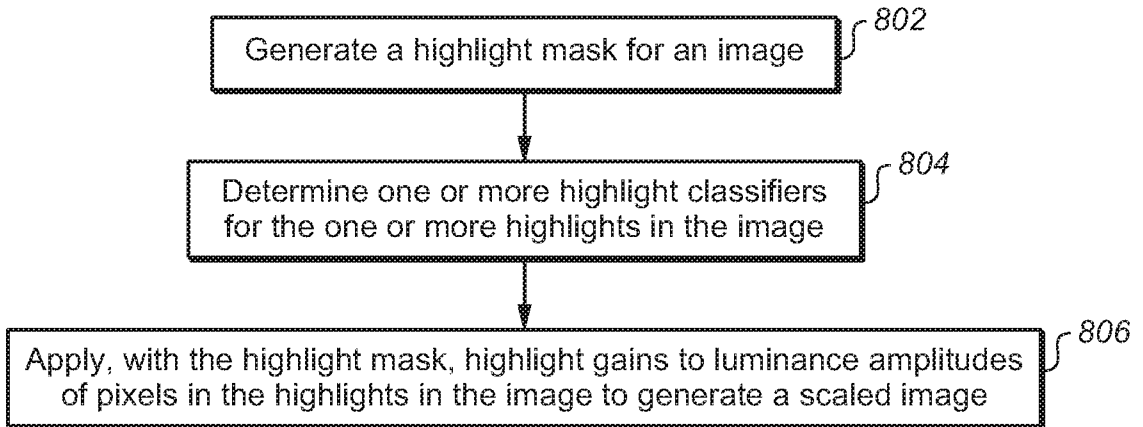 802
Generate a highlight mask for an image
804
Determine one or more highlight classifiers
for the one or more highlights in the image
806
Apply, with the highlight mask, highlight gains to luminance amplitudes
of pixels in the highlights in the image to generate a scaled image